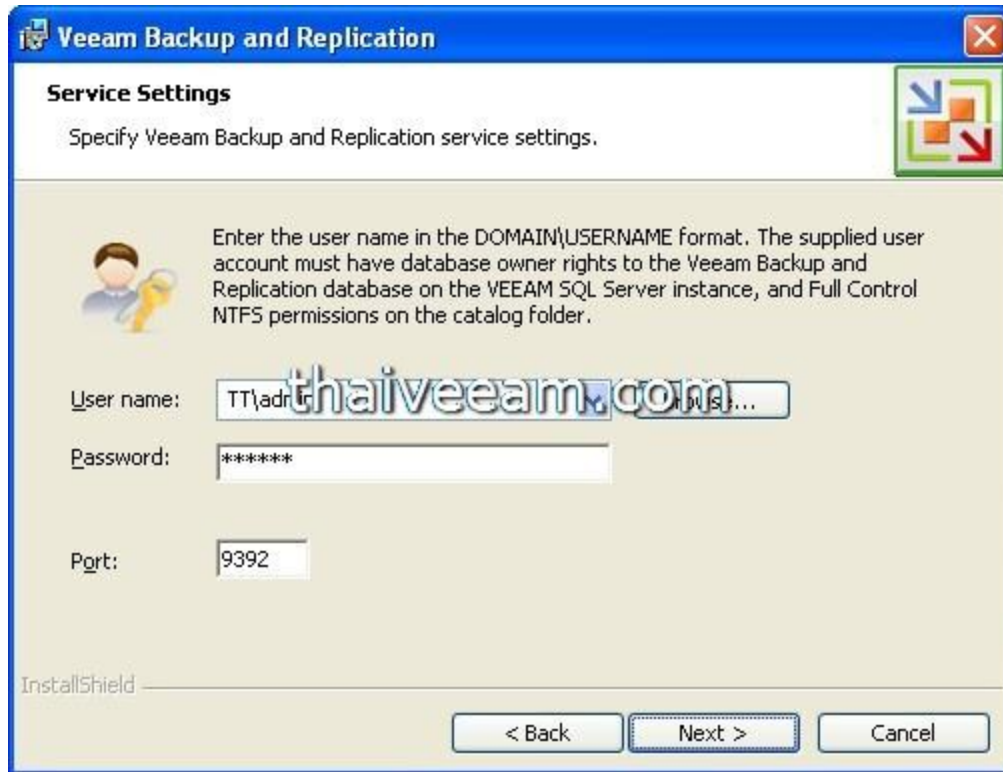 Veeam Backup and Replication
Service Settings
Specify Veeam Backup and Replication service settings.
Enter the user name in the DOMAIN\USERNAME format. The supplied user
account must have database owner rights to the Veeam Backup and
Replication database on the VEEAM SQL Server instance, and Full Control
NTFS permissions on the catalog folder.
User name:
thaiveeam.com
Password: ******
Port: 9392
InstallShield
< Back Next > Cancel